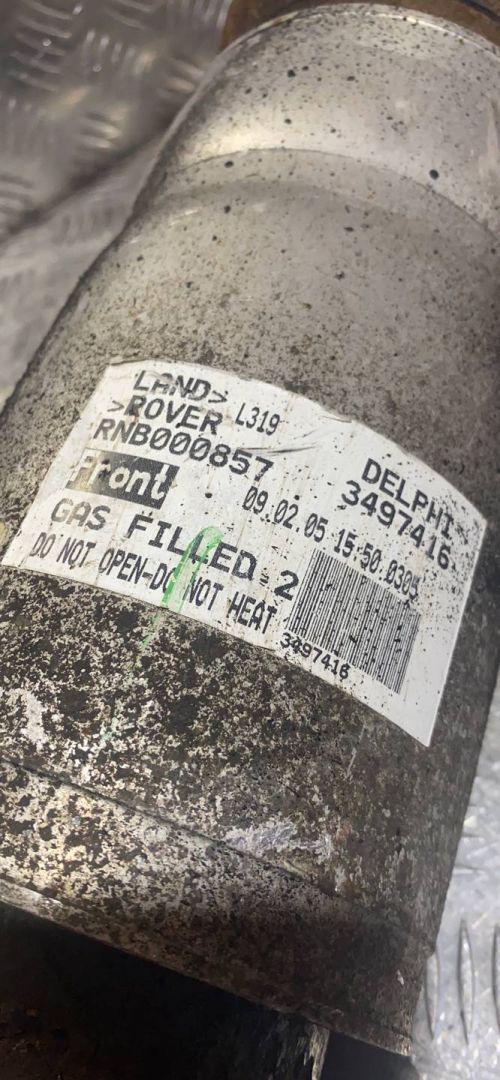 LAND>
>ROVER L319
RNB000857
DELPHI
3497416
Front
09.02.05 15:50 0305
GAS FILLED 2
DO NOT OPEN-DO NOT HEAT
3497416